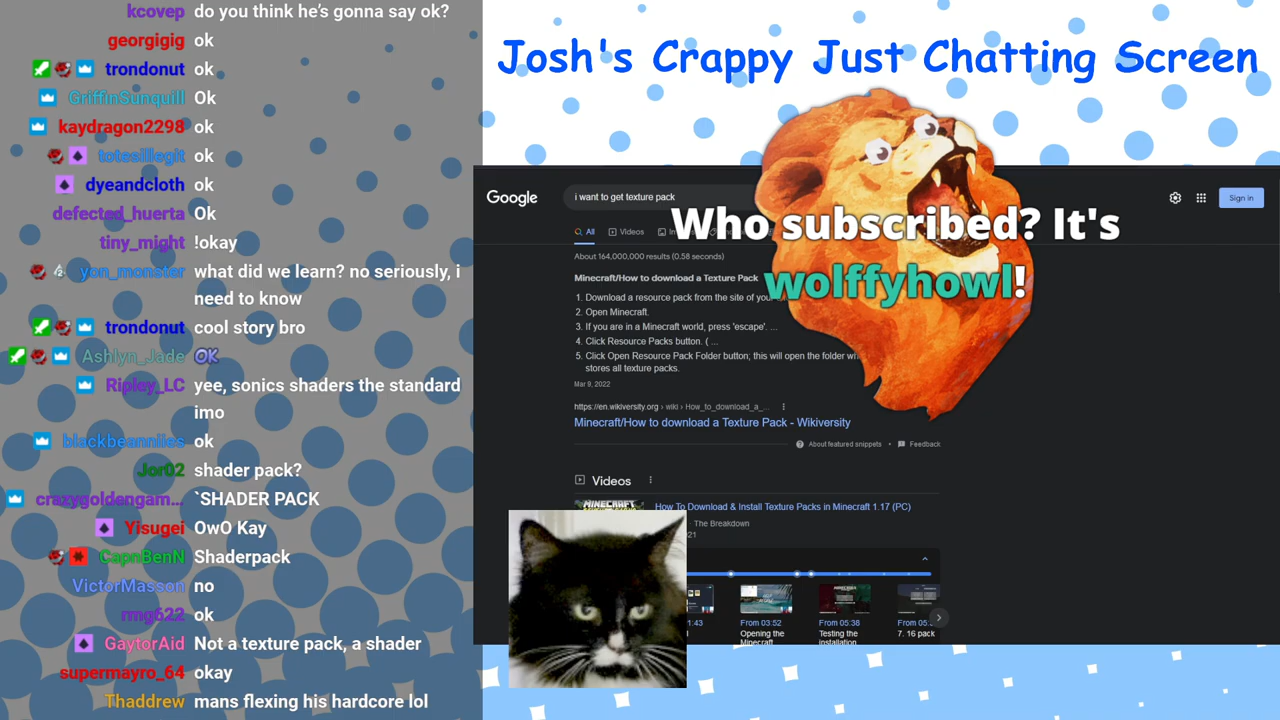 kcovep do you think he's gonna say ok?
georgigig ok
trondonut ok
GriffinSunquill Ok
kaydragon2298 ok
totesillegit ok
dyeandcloth ok
defected_huerta Ok
tiny_might !okay
yon_monster what did we learn? no seriously, i
need to know
trondonut cool story bro
Ashlyn_Jade OK
Ripley_LC yee, sonics shaders the standard
imo
blackbeanniies ok
Jor02 shader pack?
crazygoldengam... `SHADER PACK
Yisugei OwO Kay
CapnBenN Shaderpack
VictorMasson no
rmg622 ok
GaytorAid Not a texture pack, a shader
supermayro_64 okay
Thaddrew mans flexing his hardcore lol
Josh's Crappy Just Chatting Screen
Google
i want to get texture pack
Sign in
Who subscribed? It's
wolffyhowl!
All Videos
About 164,000,000 results (0.58 seconds)
Minecraft/How to download a Texture Pack
1. Download a resource pack from the site of
2. Open Minecraft.
3. If you are in a Minecraft world, press 'escape'. ...
4. Click Resource Packs button. ( ...
5. Click Open Resource Pack Folder button; this will open the folder
stores all texture packs.
Mar 9, 2022
https://en.wikiversity.org › wiki › How_to_download_a_...
Minecraft/How to download a Texture Pack - Wikiversity
About featured snippets • Feedback
Videos
MINECRAFT
How To Download & Install Texture Packs in Minecraft 1.17 (PC)
· The Breakdown
21
1:43
From 03:52
Opening the
Minecraft
From 05:38
Testing the
installation
From 05:
7. 16 pack